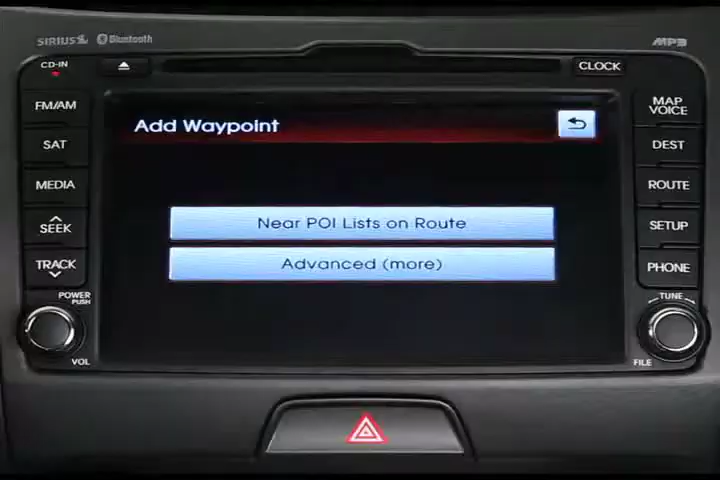 SIRIUS
Bluetooth
MP3
CD-IN
CLOCK
FM/AM
SAT
MEDIA
SEEK
TRACK
POWER
PUSH
VOL
Add Waypoint
Near POI Lists on Route
Advanced (more)
MAP
VOICE
DEST
ROUTE
SETUP
PHONE
TUNE
FILE